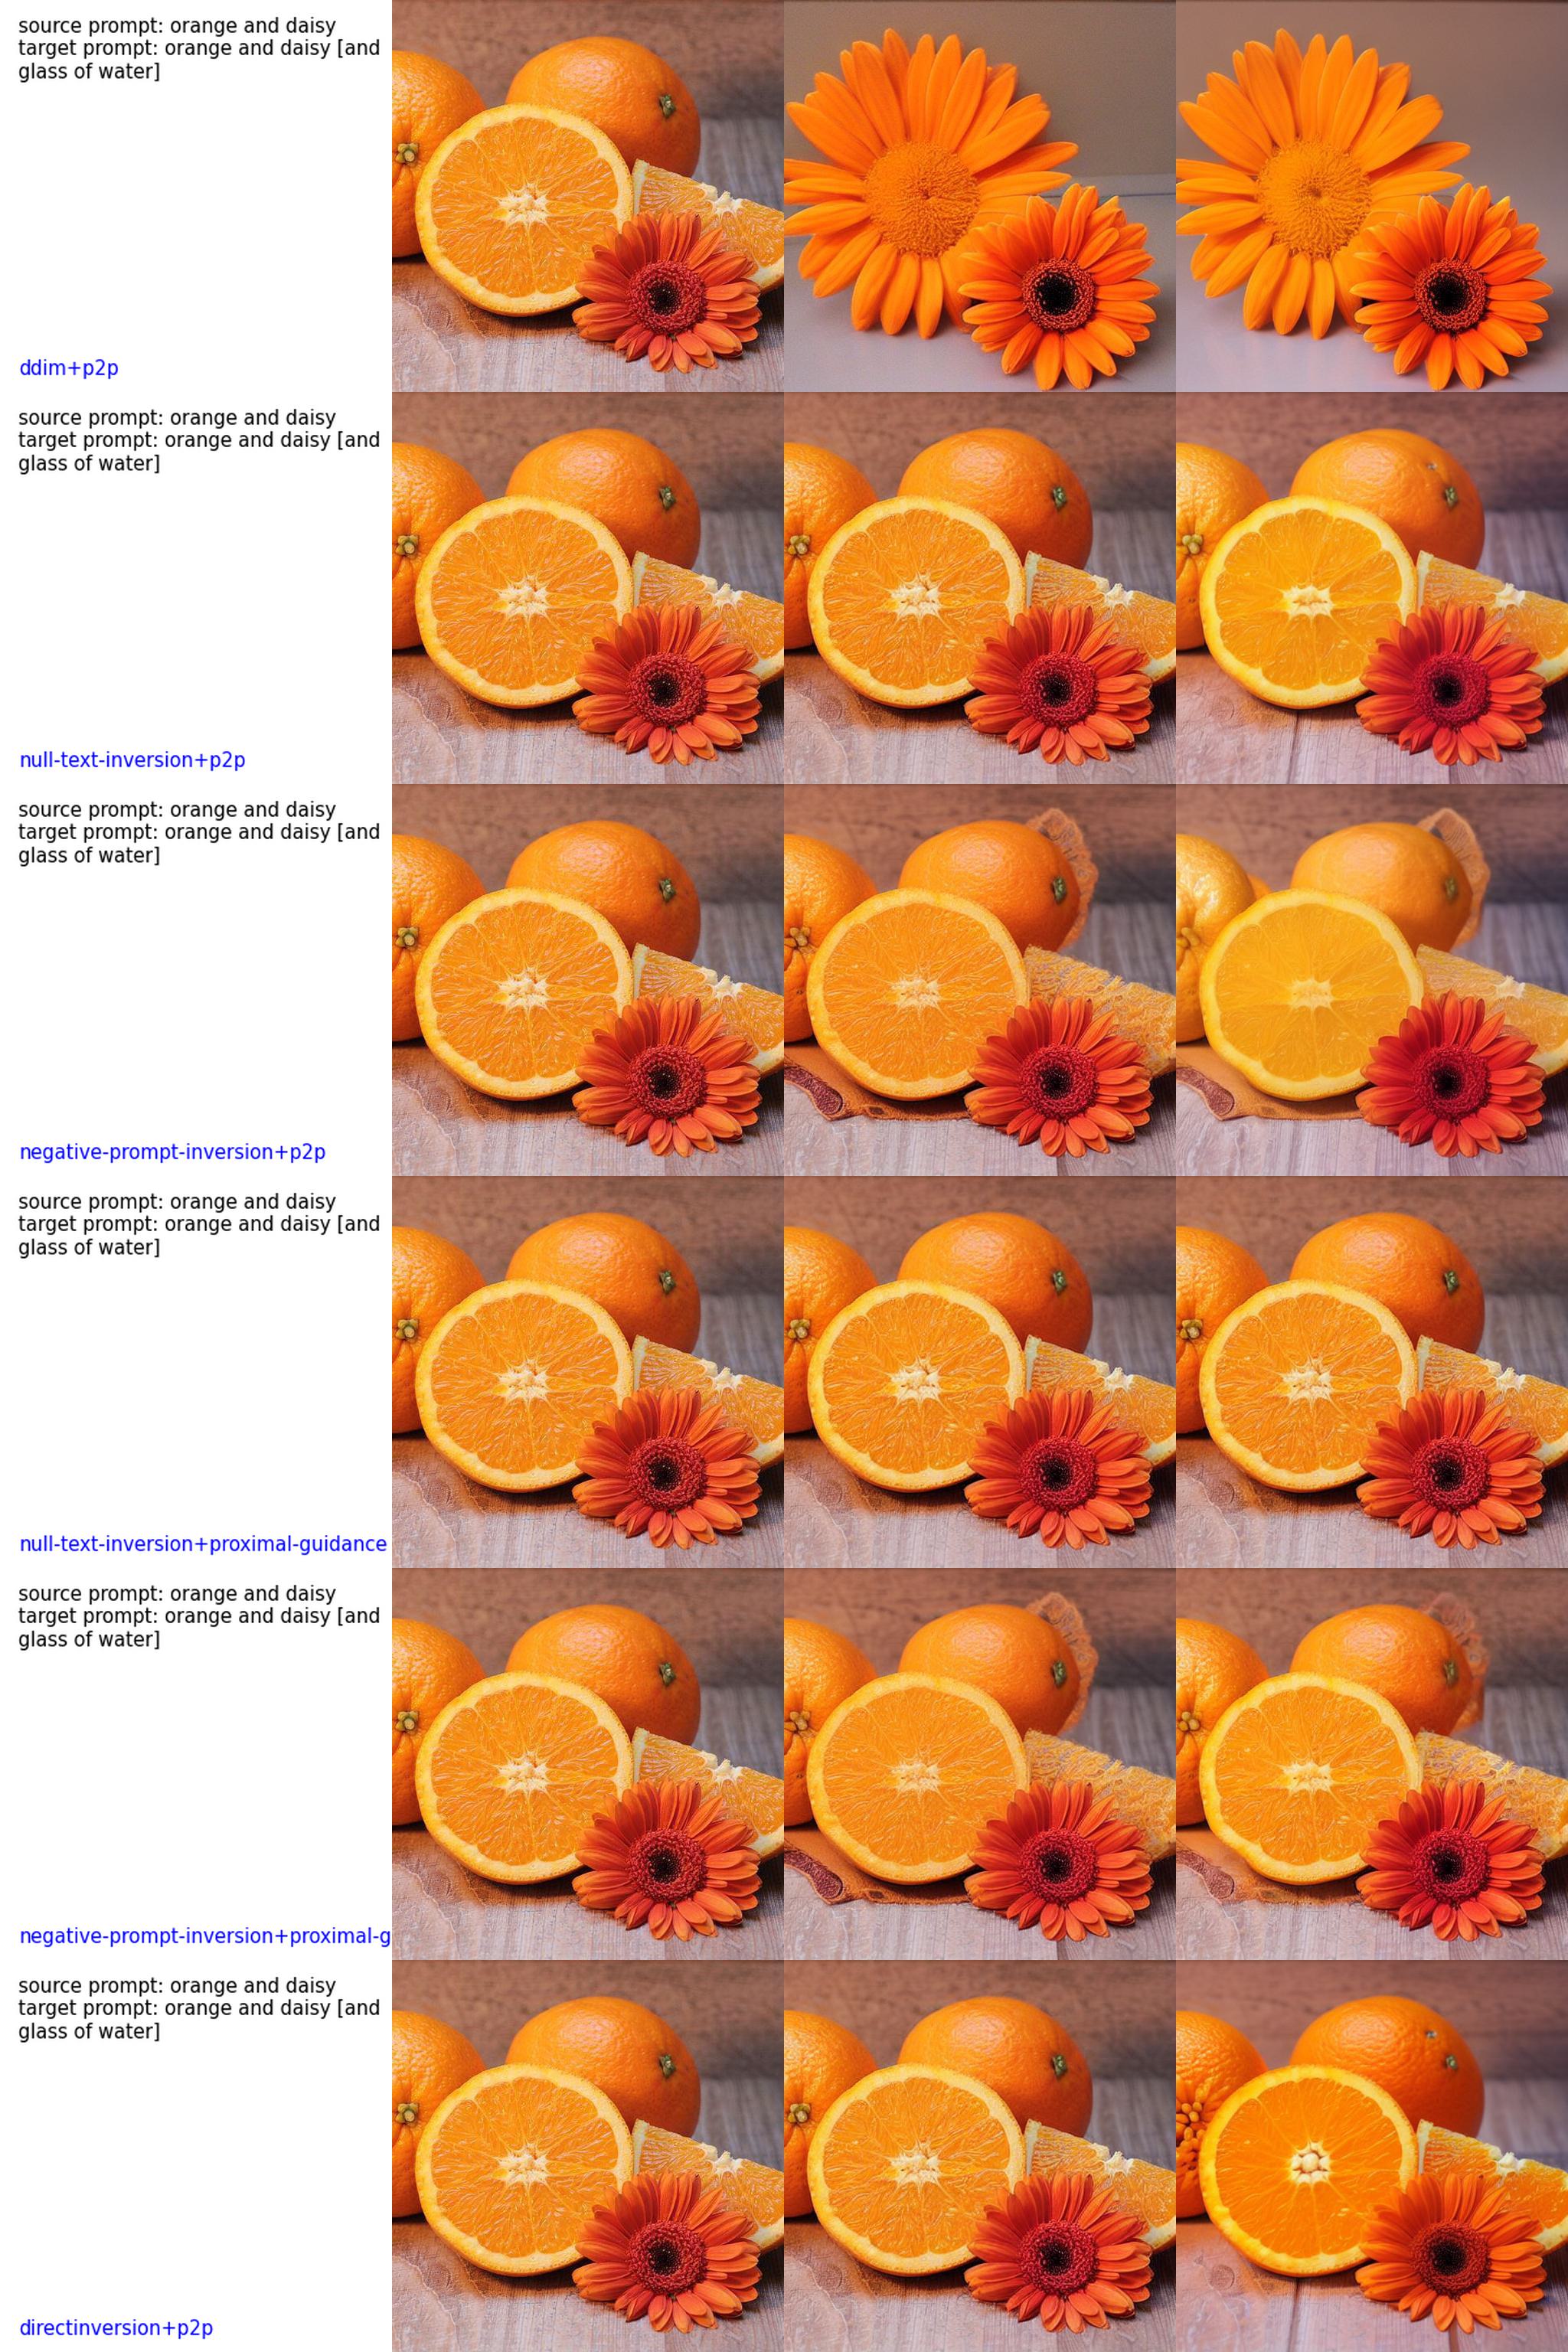 source prompt: orange and daisy
target prompt: orange and daisy [and
glass of water]
ddim+p2p
source prompt: orange and daisy
target prompt: orange and daisy [and
glass of water]
null-text-inversion+p2p
source prompt: orange and daisy
target prompt: orange and daisy [and
glass of water]
negative-prompt-inversion+p2p
source prompt: orange and daisy
target prompt: orange and daisy [and
glass of water]
null-text-inversion+proximal-guidance
source prompt: orange and daisy
target prompt: orange and daisy [and
glass of water]
negative-prompt-inversion+proximal-g
source prompt: orange and daisy
target prompt: orange and daisy [and
glass of water]
directinversion+p2p